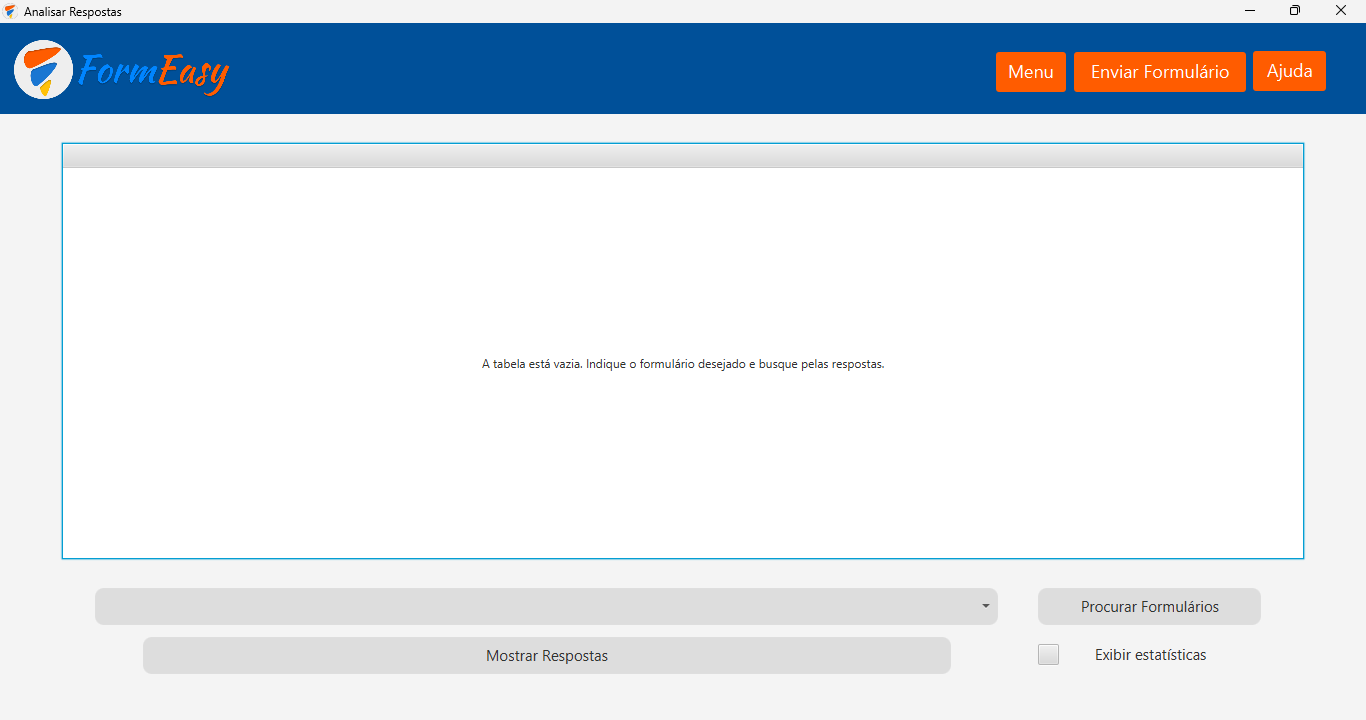 Analisar Respostas
FormEasy
Menu
Enviar Formulário
Ajuda
A tabela está vazia. Indique o formulário desejado e busque pelas respostas.
Procurar Formulários
Mostrar Respostas
Exibir estatísticas